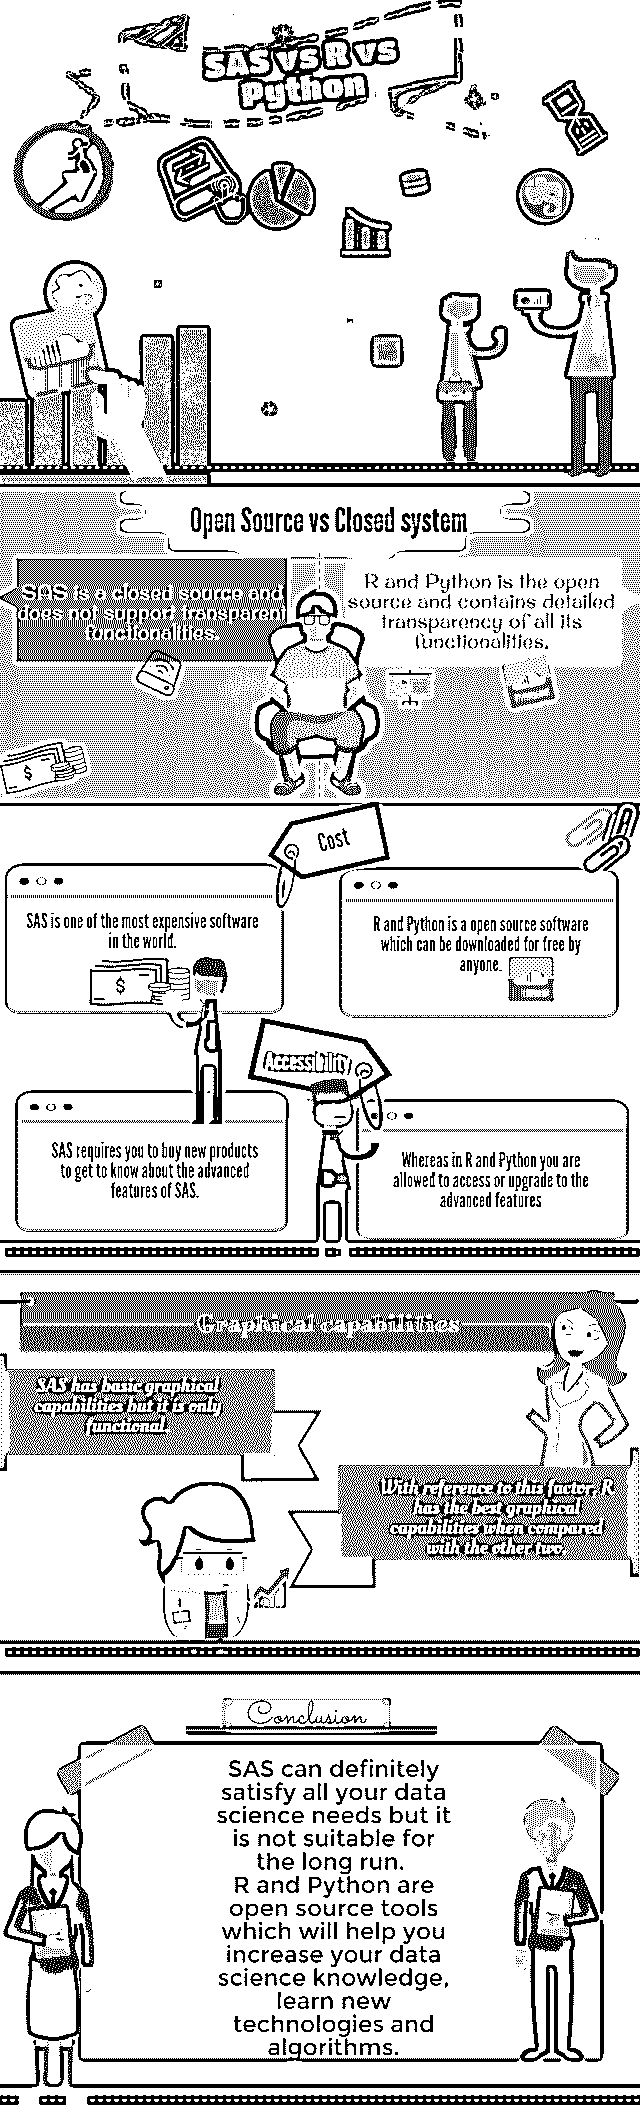 SAS vs R vs
Python
Open Source vs Closed system
SAS is a closed source and
does not support transparent
functionalities.
R and Python is the open
source and contains detailed
transparency of all its
functionalities.
Cost
SAS is one of the most expensive software
in the world.
R and Python is a open source software
which can be downloaded for free by
anyone.
Accessibility
SAS requires you to buy new products
to get to know about the advanced
features of SAS.
Whereas in R and Python you are
allowed to access or upgrade to the
advanced features
Graphical capabilities
SAS has basic graphical
capabilities but it is only
functional.
With reference to this factor, R
has the best graphical
capabilities when compared
with the other two.
Conclusion
SAS can definitely
satisfy all your data
science needs but it
is not suitable for
the long run.
R and Python are
open source tools
which will help you
increase your data
science knowledge,
learn new
technologies and
algorithms.